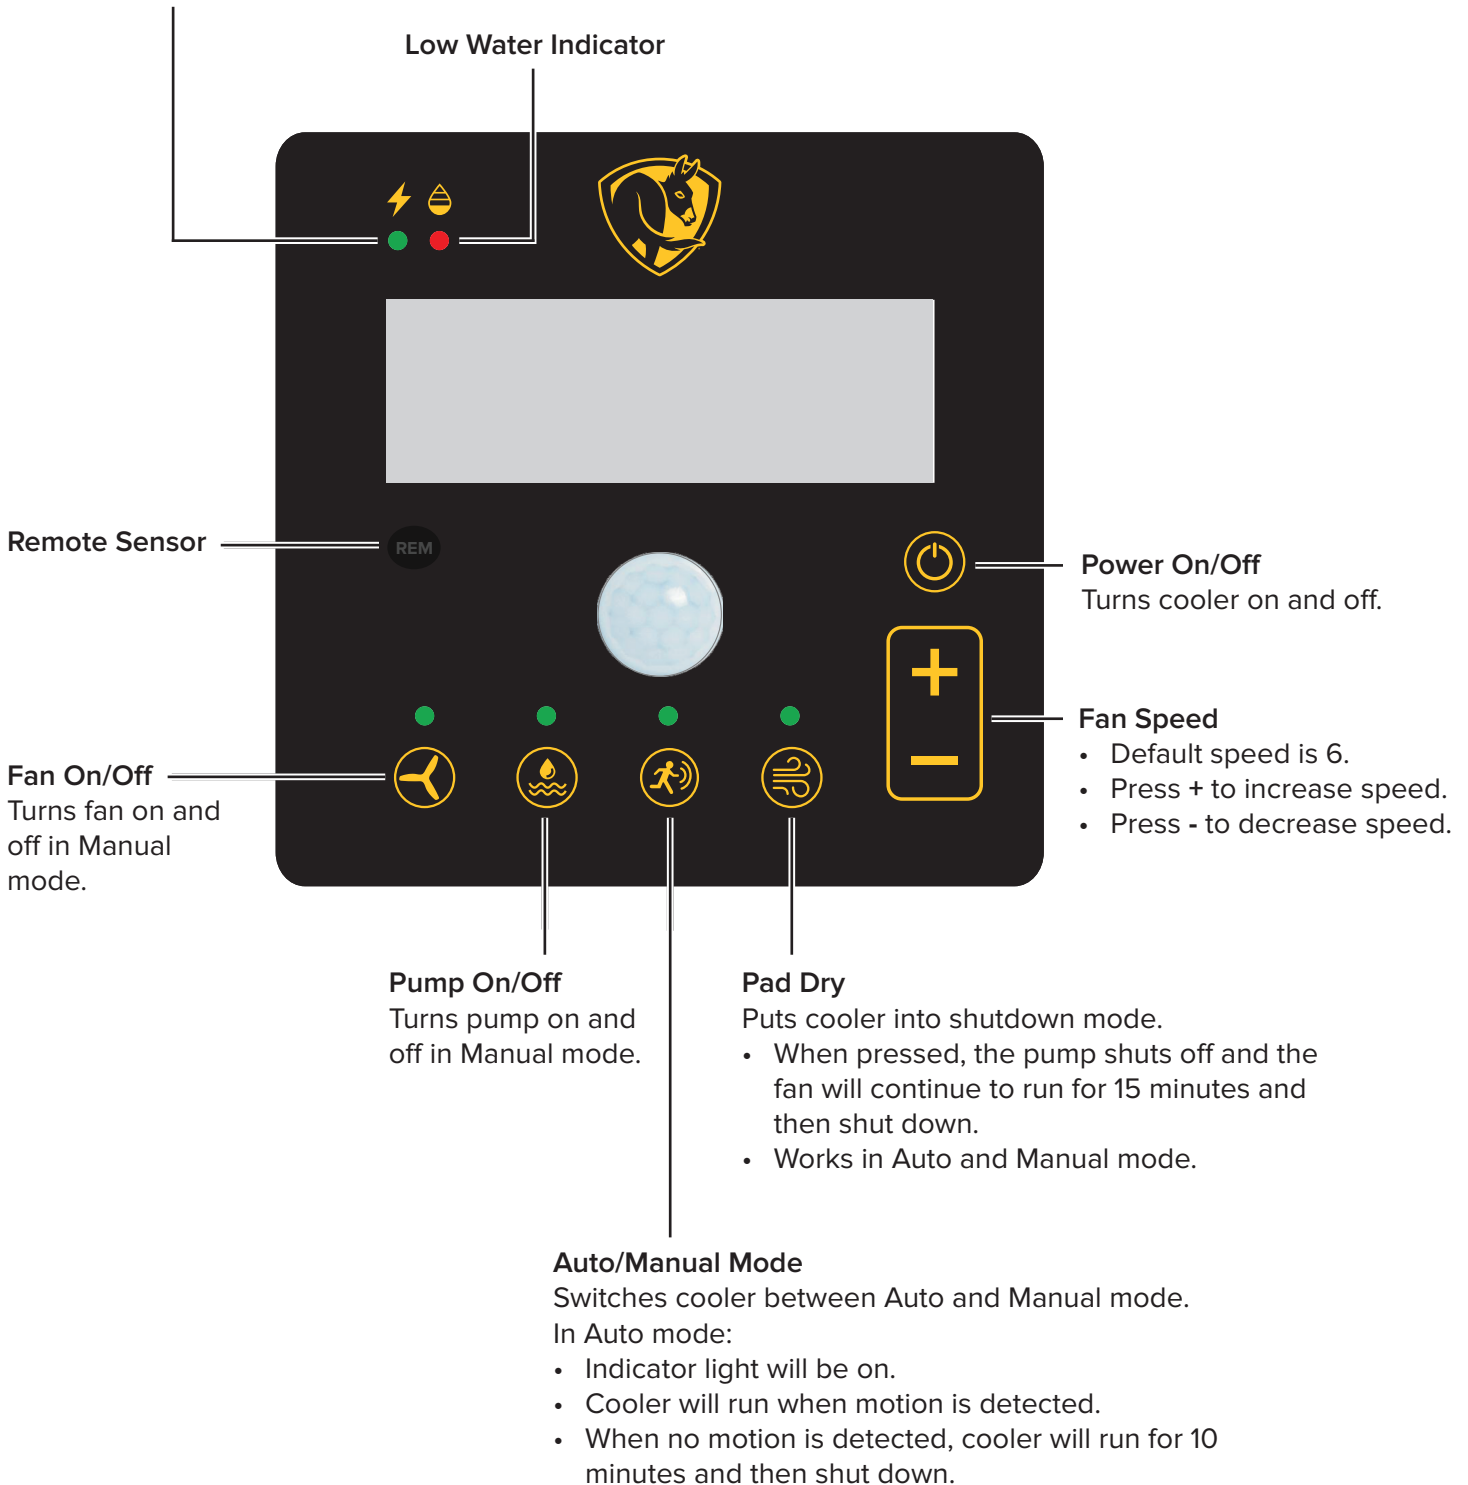 Low Water Indicator
Remote Sensor
REM
Power On/Off
Turns cooler on and off.
+
-
Fan Speed
• Default speed is 6.
• Press + to increase speed.
• Press - to decrease speed.
Fan On/Off
Turns fan on and
off in Manual
mode.
Pump On/Off
Turns pump on and
off in Manual mode.
Pad Dry
Puts cooler into shutdown mode.
• When pressed, the pump shuts off and the
fan will continue to run for 15 minutes and
then shut down.
• Works in Auto and Manual mode.
Auto/Manual Mode
Switches cooler between Auto and Manual mode.
In Auto mode:
• Indicator light will be on.
• Cooler will run when motion is detected.
• When no motion is detected, cooler will run for 10
minutes and then shut down.